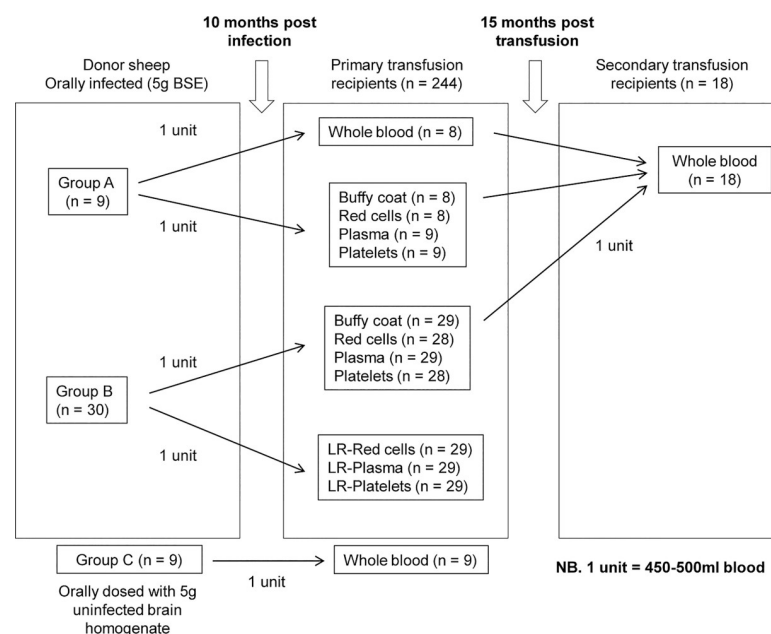 10 months post
infection
15 months post
transfusion
Donor sheep
Orally infected (5g BSE)
Primary transfusion
recipients (n = 244)
Secondary transfusion
recipients (n = 18)
1 unit
Group A
(n = 9)
1 unit
Whole blood (n = 8)
Buffy coat (n = 8)
Red cells (n = 8)
Plasma (n = 9)
Platelets (n = 9)
Whole blood
(n = 18)
1 unit
1 unit
Group B
(n = 30)
1 unit
Buffy coat (n = 29)
Red cells (n = 28)
Plasma (n = 29)
Platelets (n = 28)
LR-Red cells (n = 29)
LR-Plasma (n = 29)
LR-Platelets (n = 29)
Group C (n = 9)
1 unit
Whole blood (n = 9)
Orally dosed with 5g
uninfected brain
homogenate
NB. 1 unit = 450-500ml blood